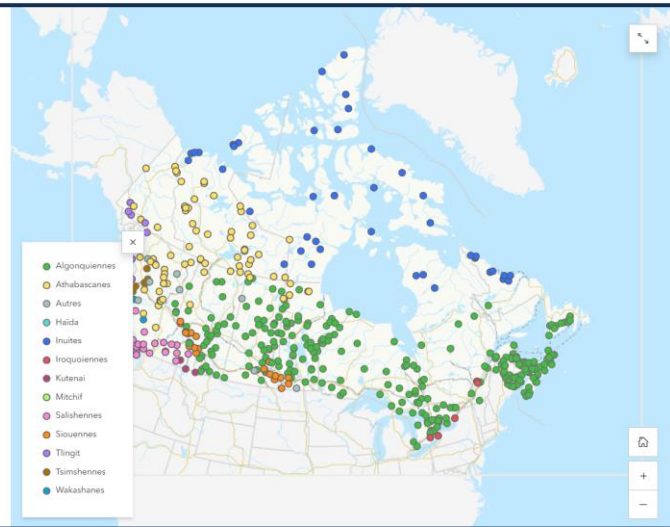 Algonquiennes
Athabascanes
Autres
Haïda
Inuites
Iroquoiennes
Kutenai
Mitchif
Salishennes
Siouennes
Tlingit
Tsimshennes
Wakashanes